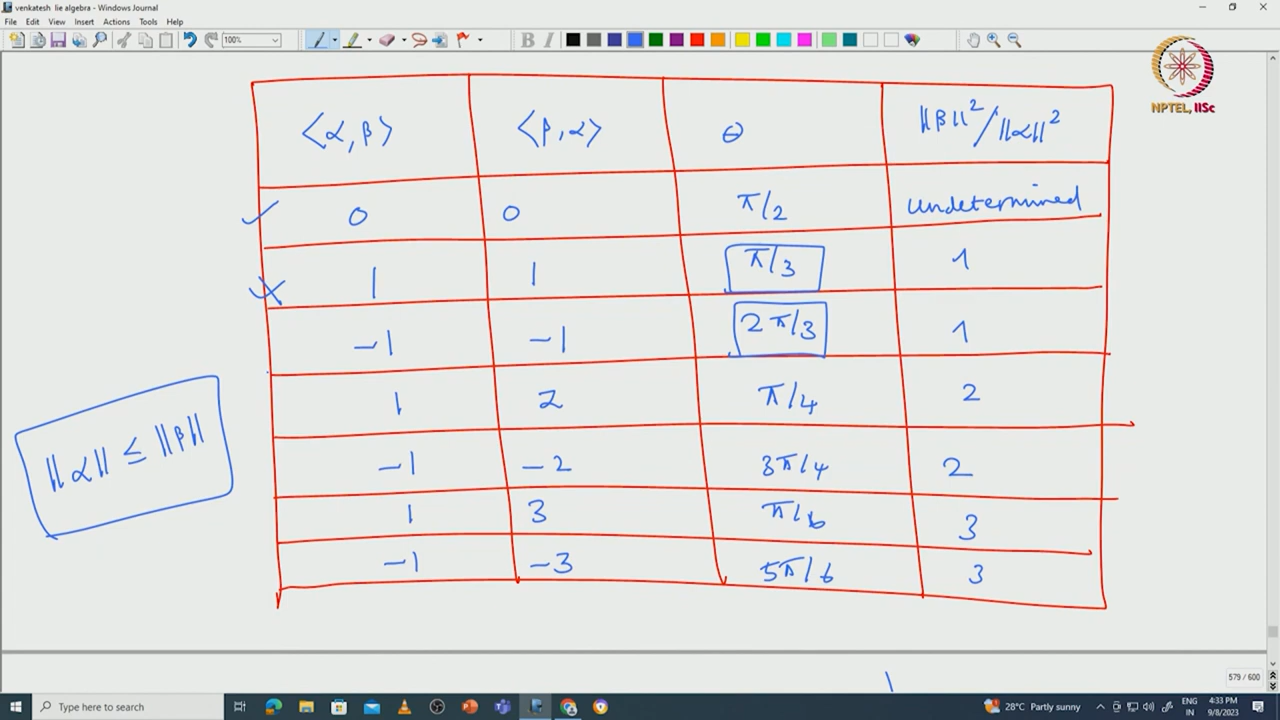 venkatesh lie algebra - Windows Journal
File Edit View Insert Actions Tools Help
100%
B I
NPTEL, IISc
⟨α,β⟩ ⟨β,α⟩ θ ‖β‖²/‖α‖²
0 0 π/2 undetermined
1 1 π/3 1
-1 -1 2π/3 1
1 2 π/4 2
-1 -2 3π/4 2
1 3 π/6 3
-1 -3 5π/6 3
‖α‖ ≤ ‖β‖
579 / 600
Type here to search
28°C Partly sunny
ENG
IN
4:33 PM
9/8/2023